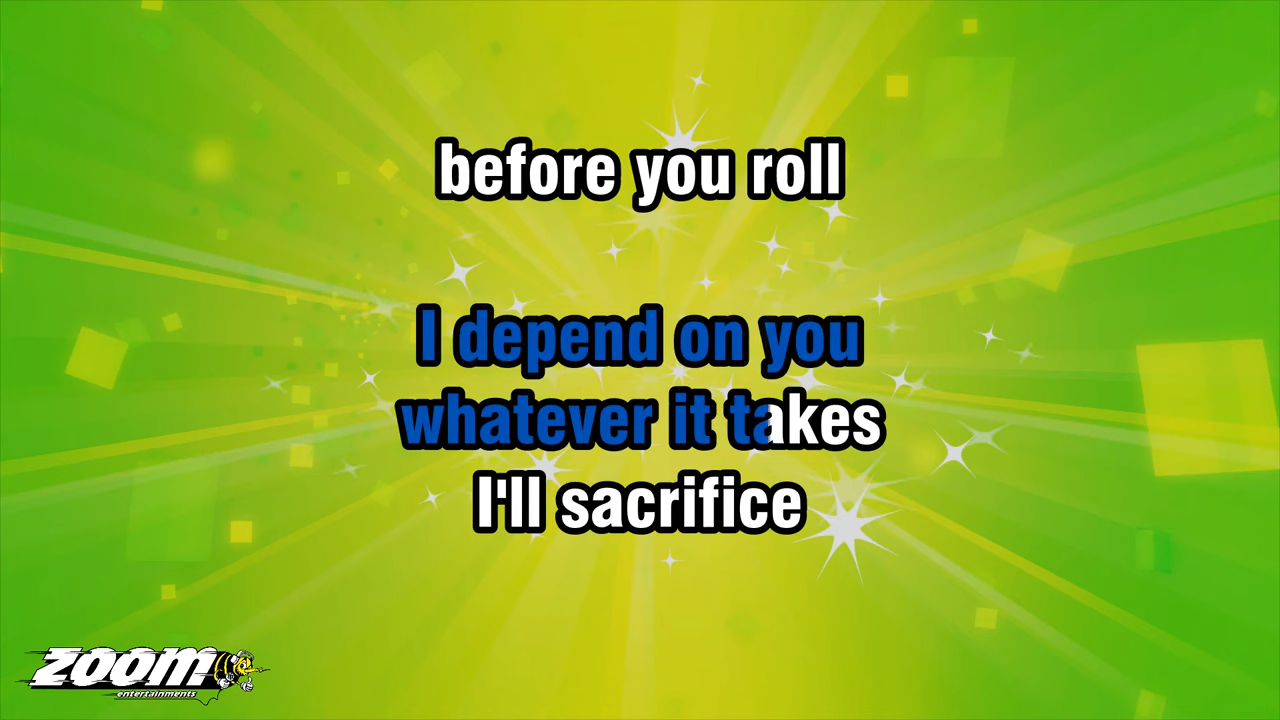 before you roll
I depend on you
whatever it takes
I'll sacrifice
zoom
entertainments